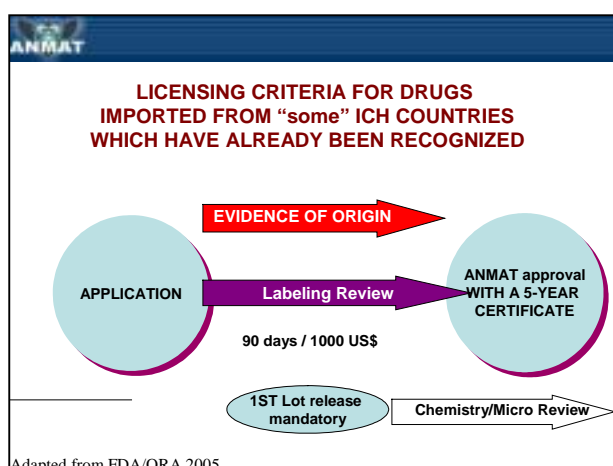 ANMAT
LICENSING CRITERIA FOR DRUGS
IMPORTED FROM “some” ICH COUNTRIES
WHICH HAVE ALREADY BEEN RECOGNIZED
EVIDENCE OF ORIGIN
APPLICATION
Labeling Review
ANMAT approval
WITH A 5-YEAR
CERTIFICATE
90 days / 1000 US$
1ST Lot release
mandatory
Chemistry/Micro Review
Adapted from FDA/ORA 2005